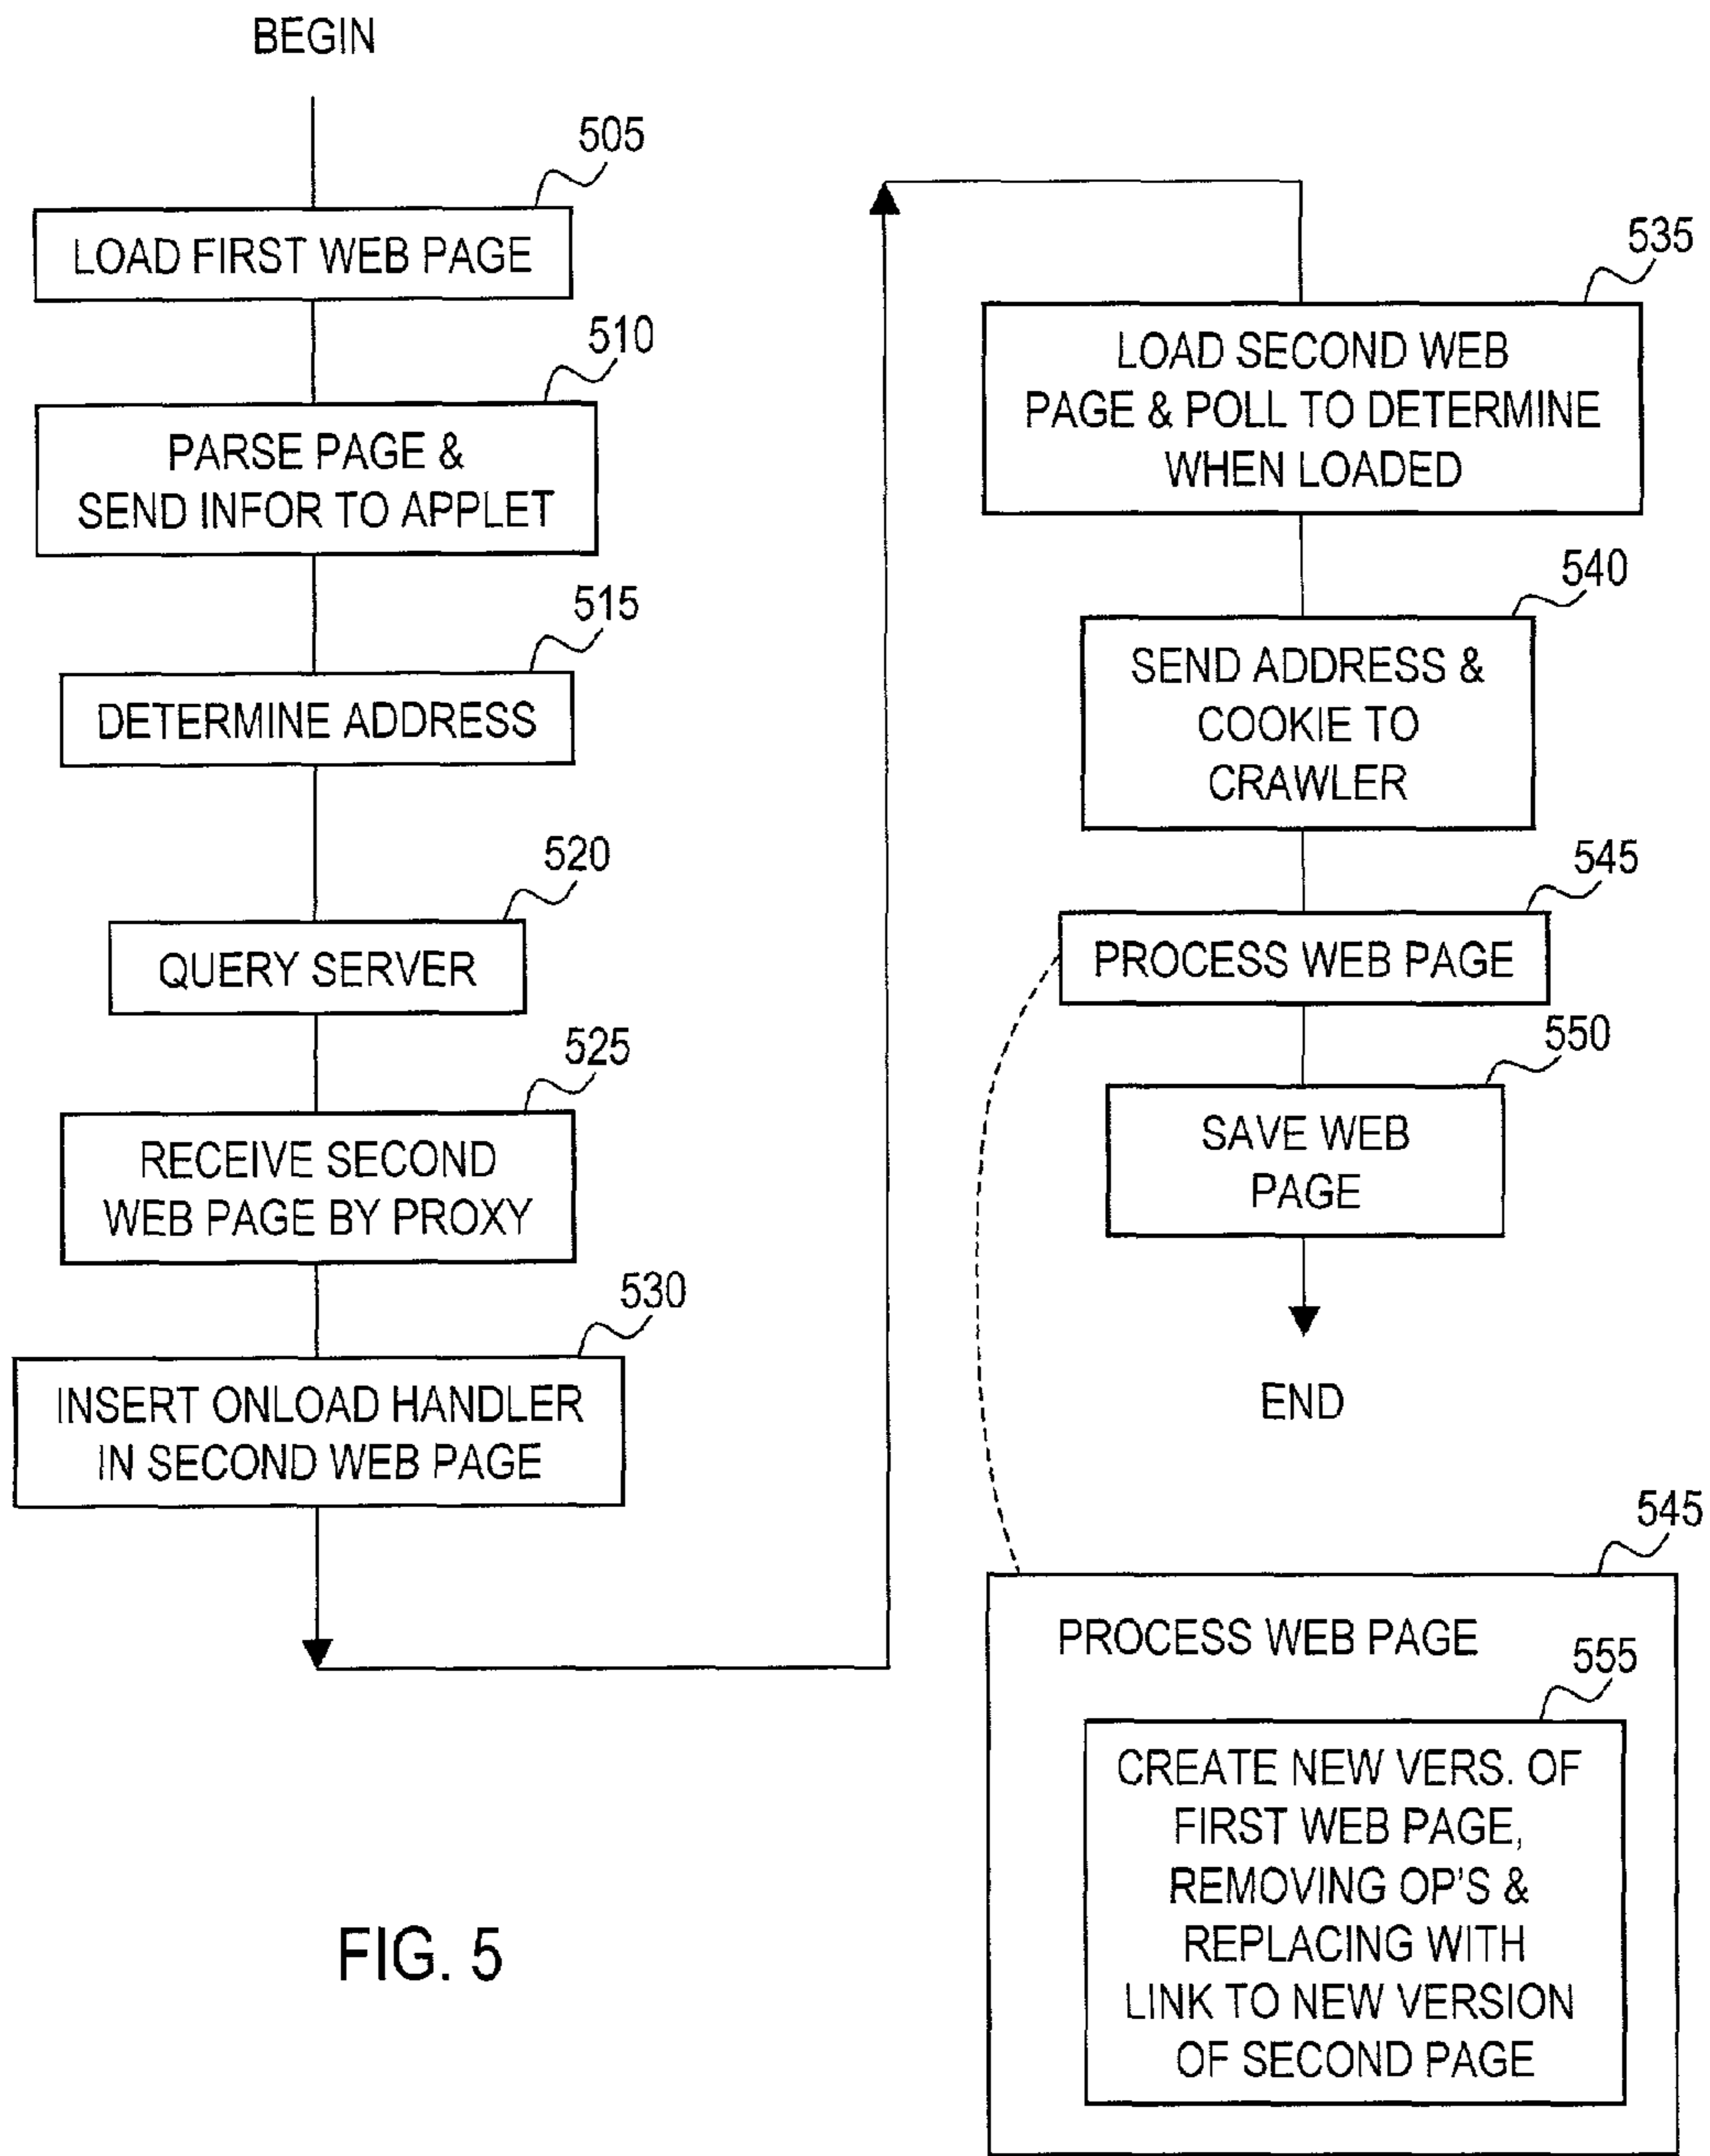 BEGIN
505
LOAD FIRST WEB PAGE
510
PARSE PAGE &
SEND INFOR TO APPLET
515
DETERMINE ADDRESS
520
QUERY SERVER
525
RECEIVE SECOND
WEB PAGE BY PROXY
530
INSERT ONLOAD HANDLER
IN SECOND WEB PAGE
535
LOAD SECOND WEB
PAGE & POLL TO DETERMINE
WHEN LOADED
540
SEND ADDRESS &
COOKIE TO
CRAWLER
545
PROCESS WEB PAGE
550
SAVE WEB
PAGE
END
545
PROCESS WEB PAGE
555
CREATE NEW VERS. OF
FIRST WEB PAGE,
REMOVING OP'S &
REPLACING WITH
LINK TO NEW VERSION
OF SECOND PAGE
FIG. 5